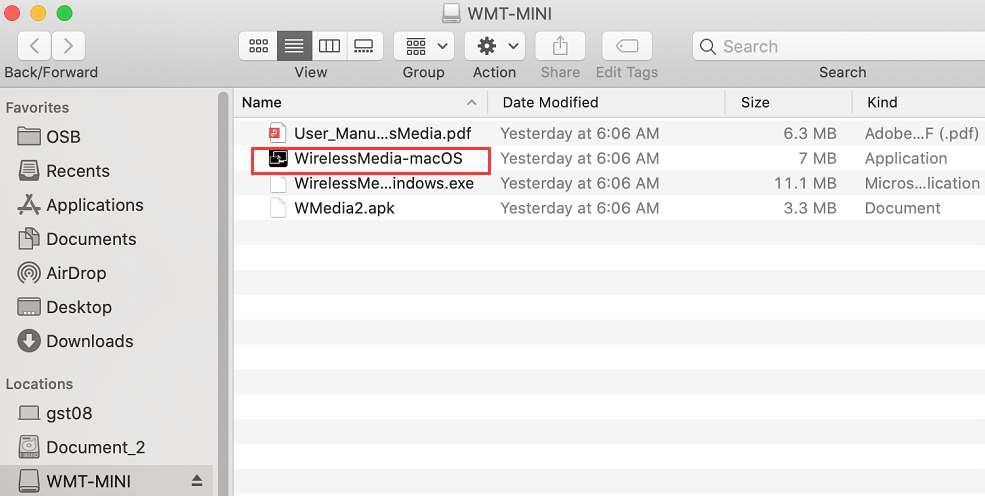 WMT-MINI
Back/Forward View Group Action Share Edit Tags Search
Search
Favorites
OSB
Recents
Applications
Documents
AirDrop
Desktop
Downloads
Locations
gst08
Document_2
WMT-MINI
Name Date Modified Size Kind
User_Manu...sMedia.pdf Yesterday at 6:06 AM 6.3 MB Adobe...F (.pdf)
WirelessMedia-macOS Yesterday at 6:06 AM 7 MB Application
WirelessMe...indows.exe Yesterday at 6:06 AM 11.1 MB Micros...lication
WMedia2.apk Yesterday at 6:06 AM 3.3 MB Document